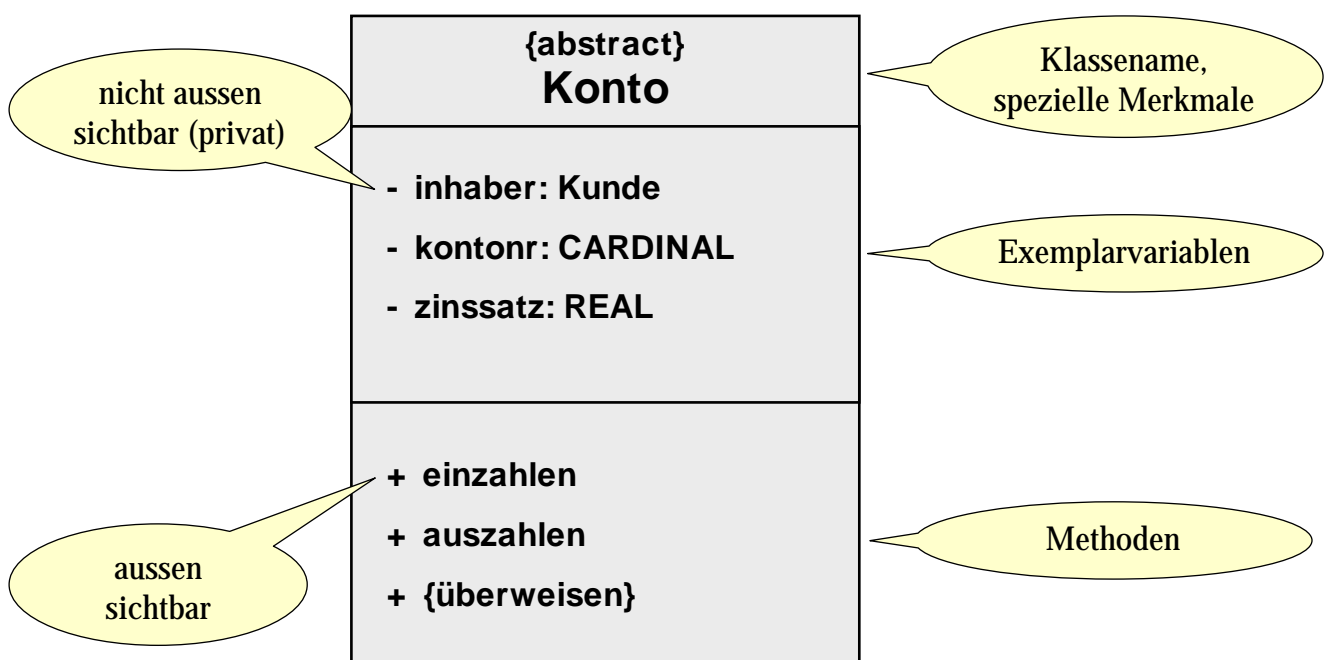 {abstract}
Konto
Klassename,
spezielle Merkmale
nicht aussen
sichtbar (privat)
- inhaber: Kunde
- kontonr: CARDINAL
- zinssatz: REAL
Exemplarvariablen
+ einzahlen
+ auszahlen
+ {überweisen}
Methoden
aussen
sichtbar